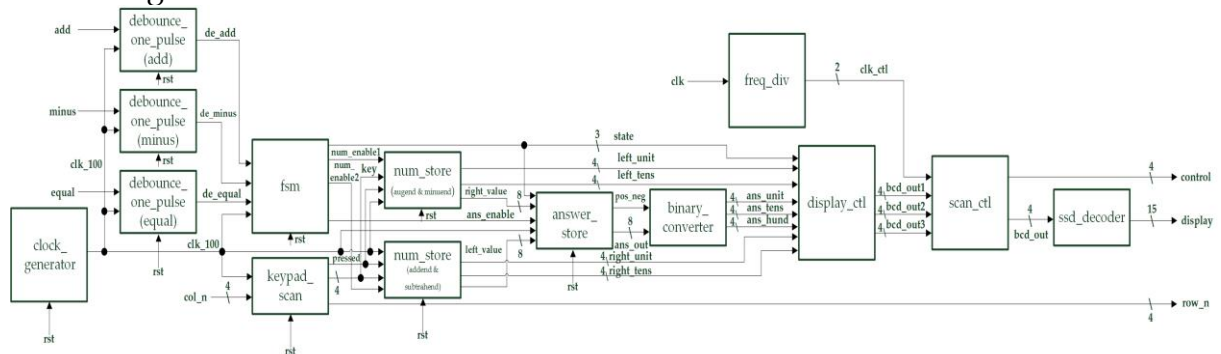 add
debounce_
one_pulse
(add)
de_add
rst
minus
debounce_
one_pulse
(minus)
de_minus
rst
clk_100
equal
debounce_
one_pulse
(equal)
de_equal
rst
clock_
generator
rst
clk_100
fsm
rst
num_enable1
num_
enable2
key
ans_enable
pressed
4
col_n
4
keypad_
scan
rst
num_store
(augend & minusend)
rst
right_value
8
left_value
8
num_store
(addend &
subtrahend)
rst
3
state
4
left_unit
4
left_tens
answer_
store
rst
pos_neg
8
ans_out
binary_
converter
4
ans_unit
4
ans_tens
4
ans_hund
4
right_unit
4
right_tens
clk
freq_div
2
clk_ctl
display_ctl
4
bcd_out1
4
bcd_out2
4
bcd_out3
scan_ctl
4
bcd_out
ssd_decoder
4
control
15
display
4
row_n